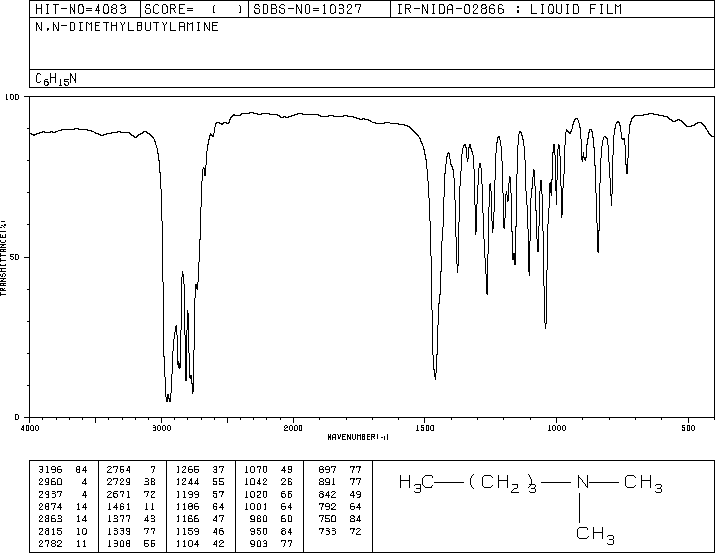 HIT-NO=4083 SCORE= ( ) SDBS-NO=10327 IR-NIDA-02866 : LIQUID FILM
N,N-DIMETHYLBUTYLAMINE
C6H15N
100
50
0
TRANSMITTANCE(%)
4000 3000 2000 1500 1000 500
WAVENUMBER(-1)
3196 84 2764 7 1266 37 1070 49 897 77
2960 4 2729 38 1244 55 1042 26 891 77
2937 4 2671 72 1199 57 1020 66 842 49
2874 14 1461 11 1186 64 1001 64 792 64
2863 14 1377 43 1166 47 980 60 750 84
2815 10 1339 77 1159 46 950 84 733 72
2782 11 1308 55 1104 42 903 77
H3C—(CH2)3—N—CH3
CH3